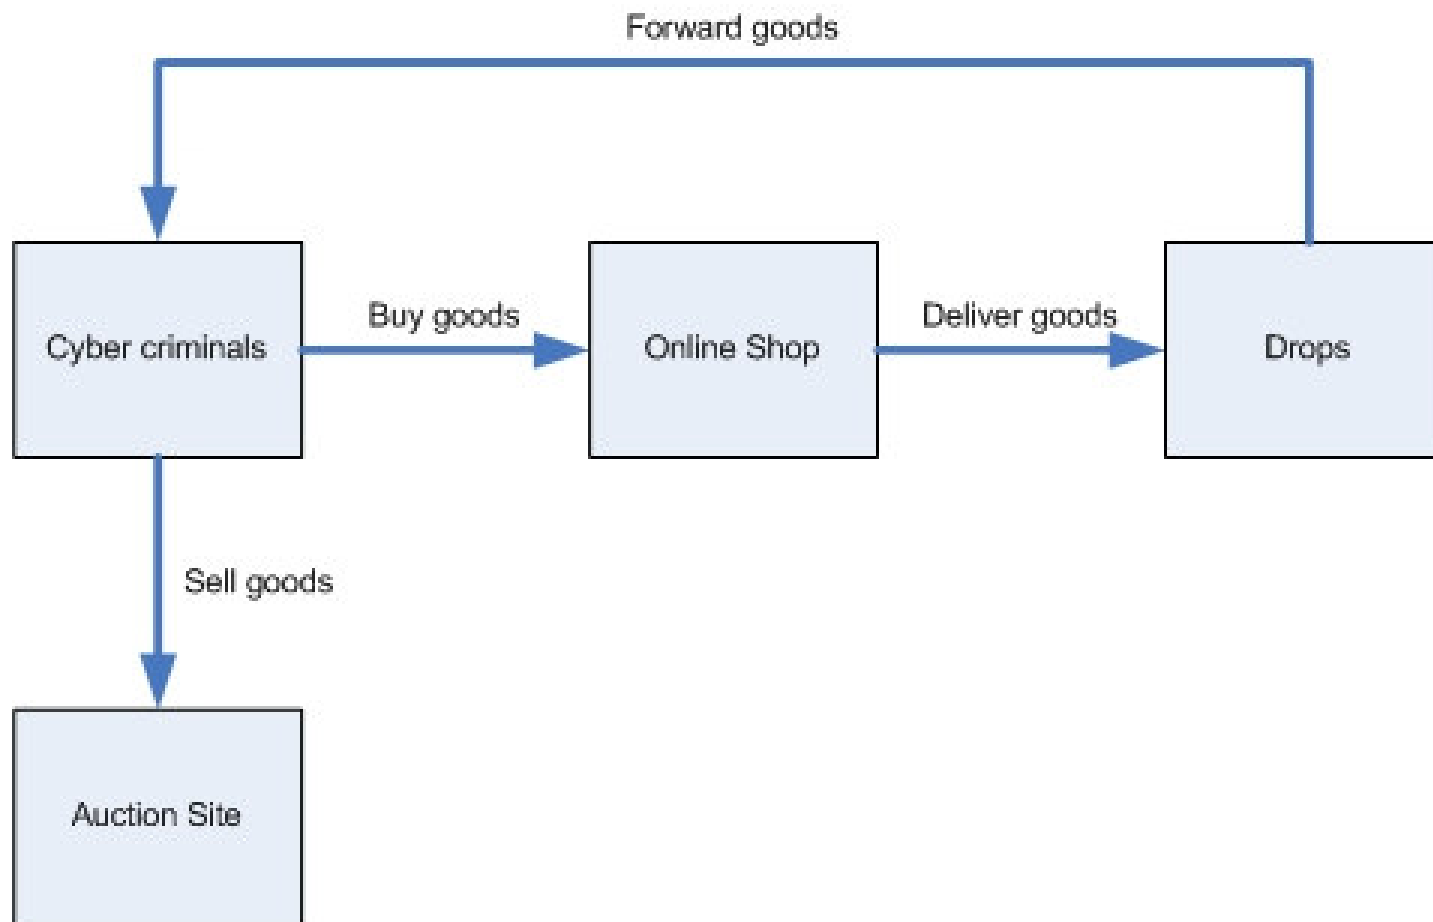 Forward goods
Buy goods
Deliver goods
Cyber criminals
Online Shop
Drops
Sell goods
Auction Site